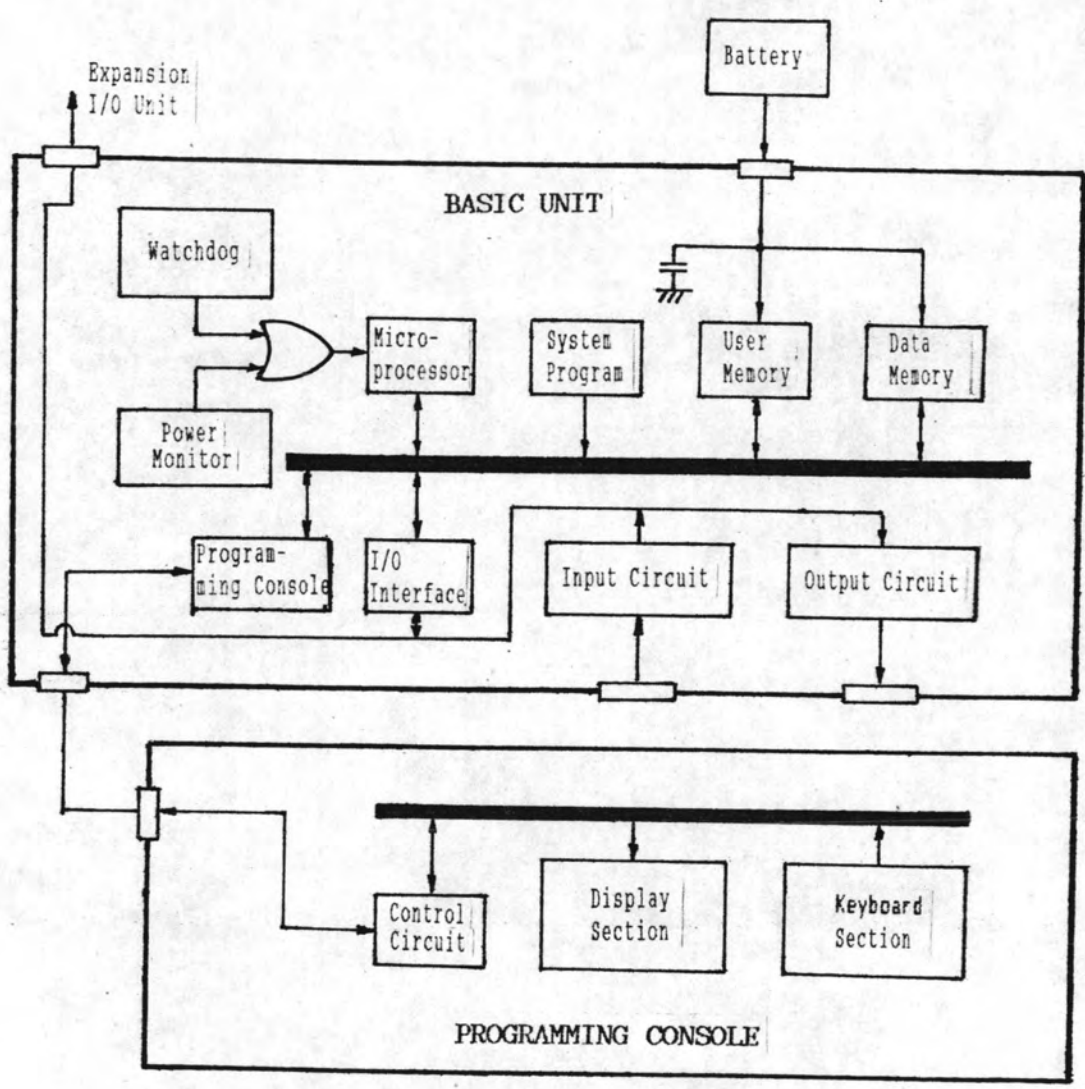 Battery
Expansion
I/O Unit
BASIC UNIT
Watchdog
Micro-
processor
System
Program
User
Memory
Data
Memory
Power
Monitor
Program-
ming Console
I/O
Interface
Input Circuit
Output Circuit
Control
Circuit
Display
Section
Keyboard
Section
PROGRAMMING CONSOLE